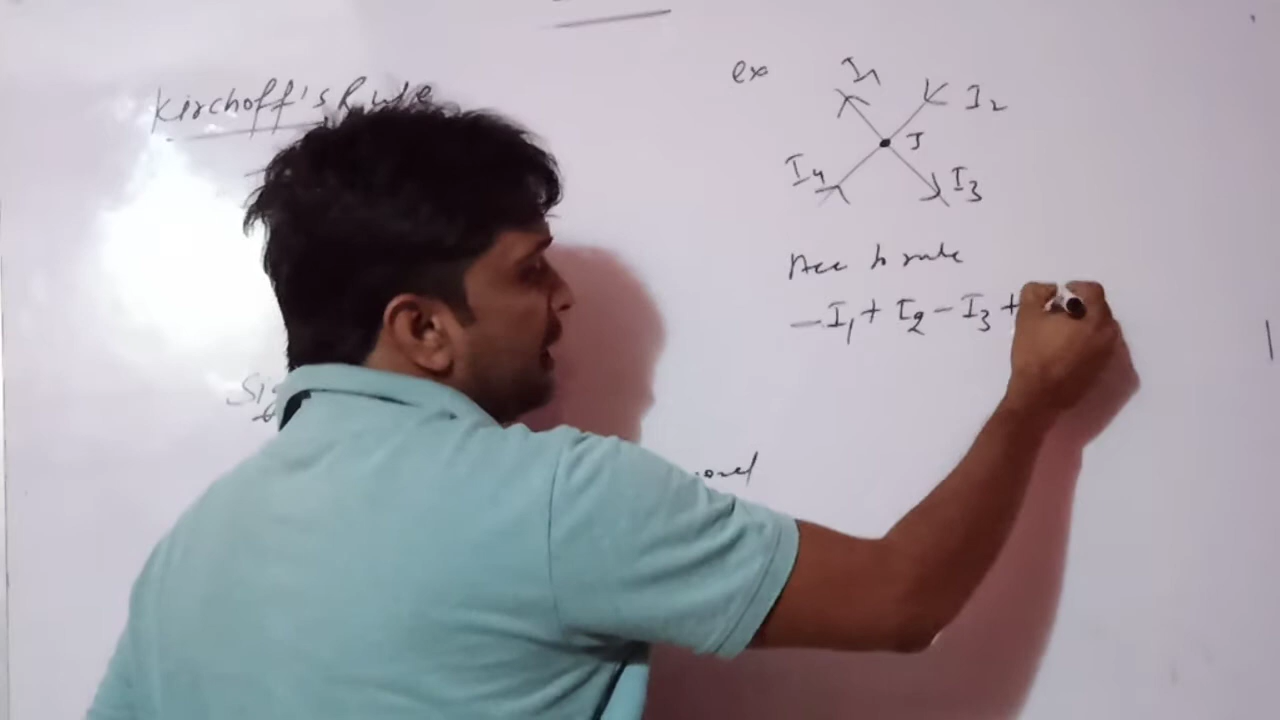 Kirchoff's Rule
ex
I1
I2
J
I4
I3
Acc to rule
-I1 + I2 - I3 +